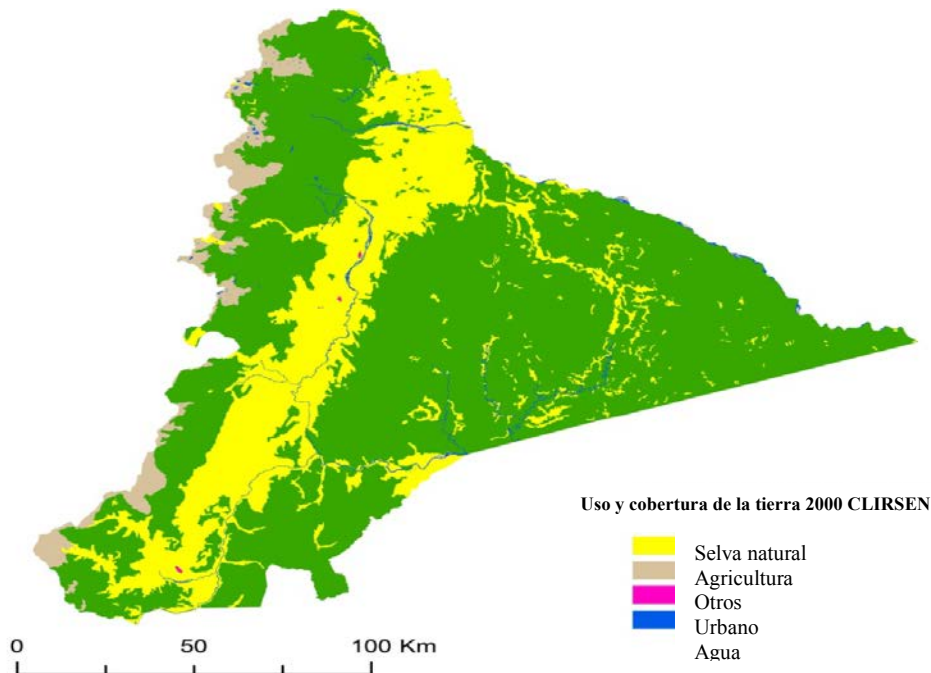 Uso y cobertura de la tierra 2000 CLIRSEN
Selva natural
Agricultura
Otros
Urbano
Agua
0 50 100 Km